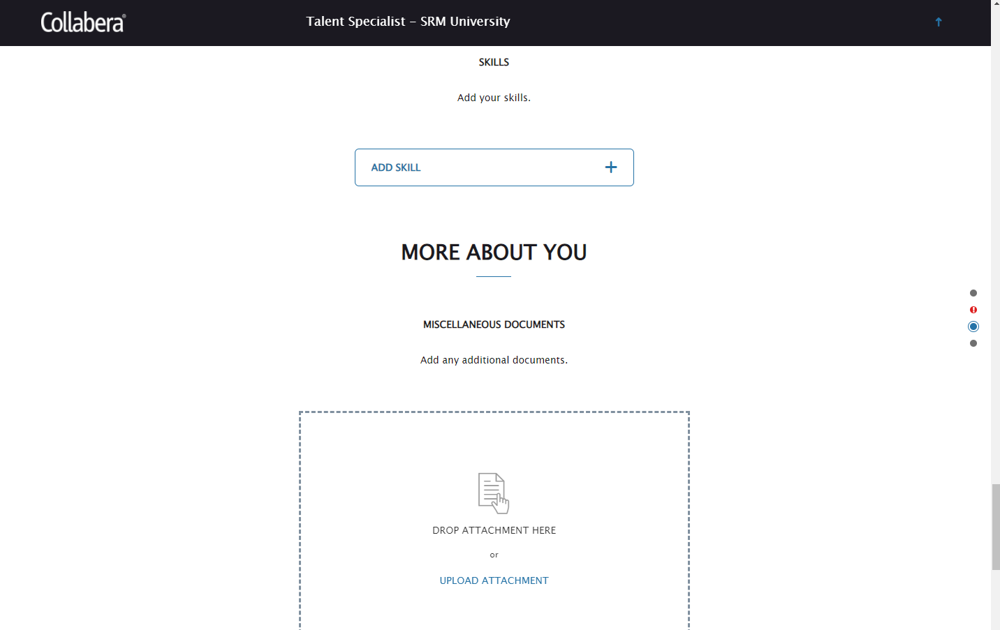 Collabera®
Talent Specialist – SRM University
SKILLS
Add your skills.
ADD SKILL
MORE ABOUT YOU
MISCELLANEOUS DOCUMENTS
Add any additional documents.
DROP ATTACHMENT HERE
or
UPLOAD ATTACHMENT